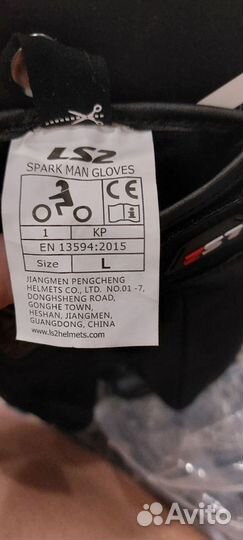 LS2
SPARK MAN GLOVES
CE
1 KP
EN 13594:2015
Size L
JIANGMEN PENGCHENG
HELMETS CO., LTD. NO.01 -7,
DONGHSHENG ROAD,
GONGHE TOWN,
HESHAN, JIANGMEN,
GUANGDONG, CHINA
www.ls2helmets.com
Avito